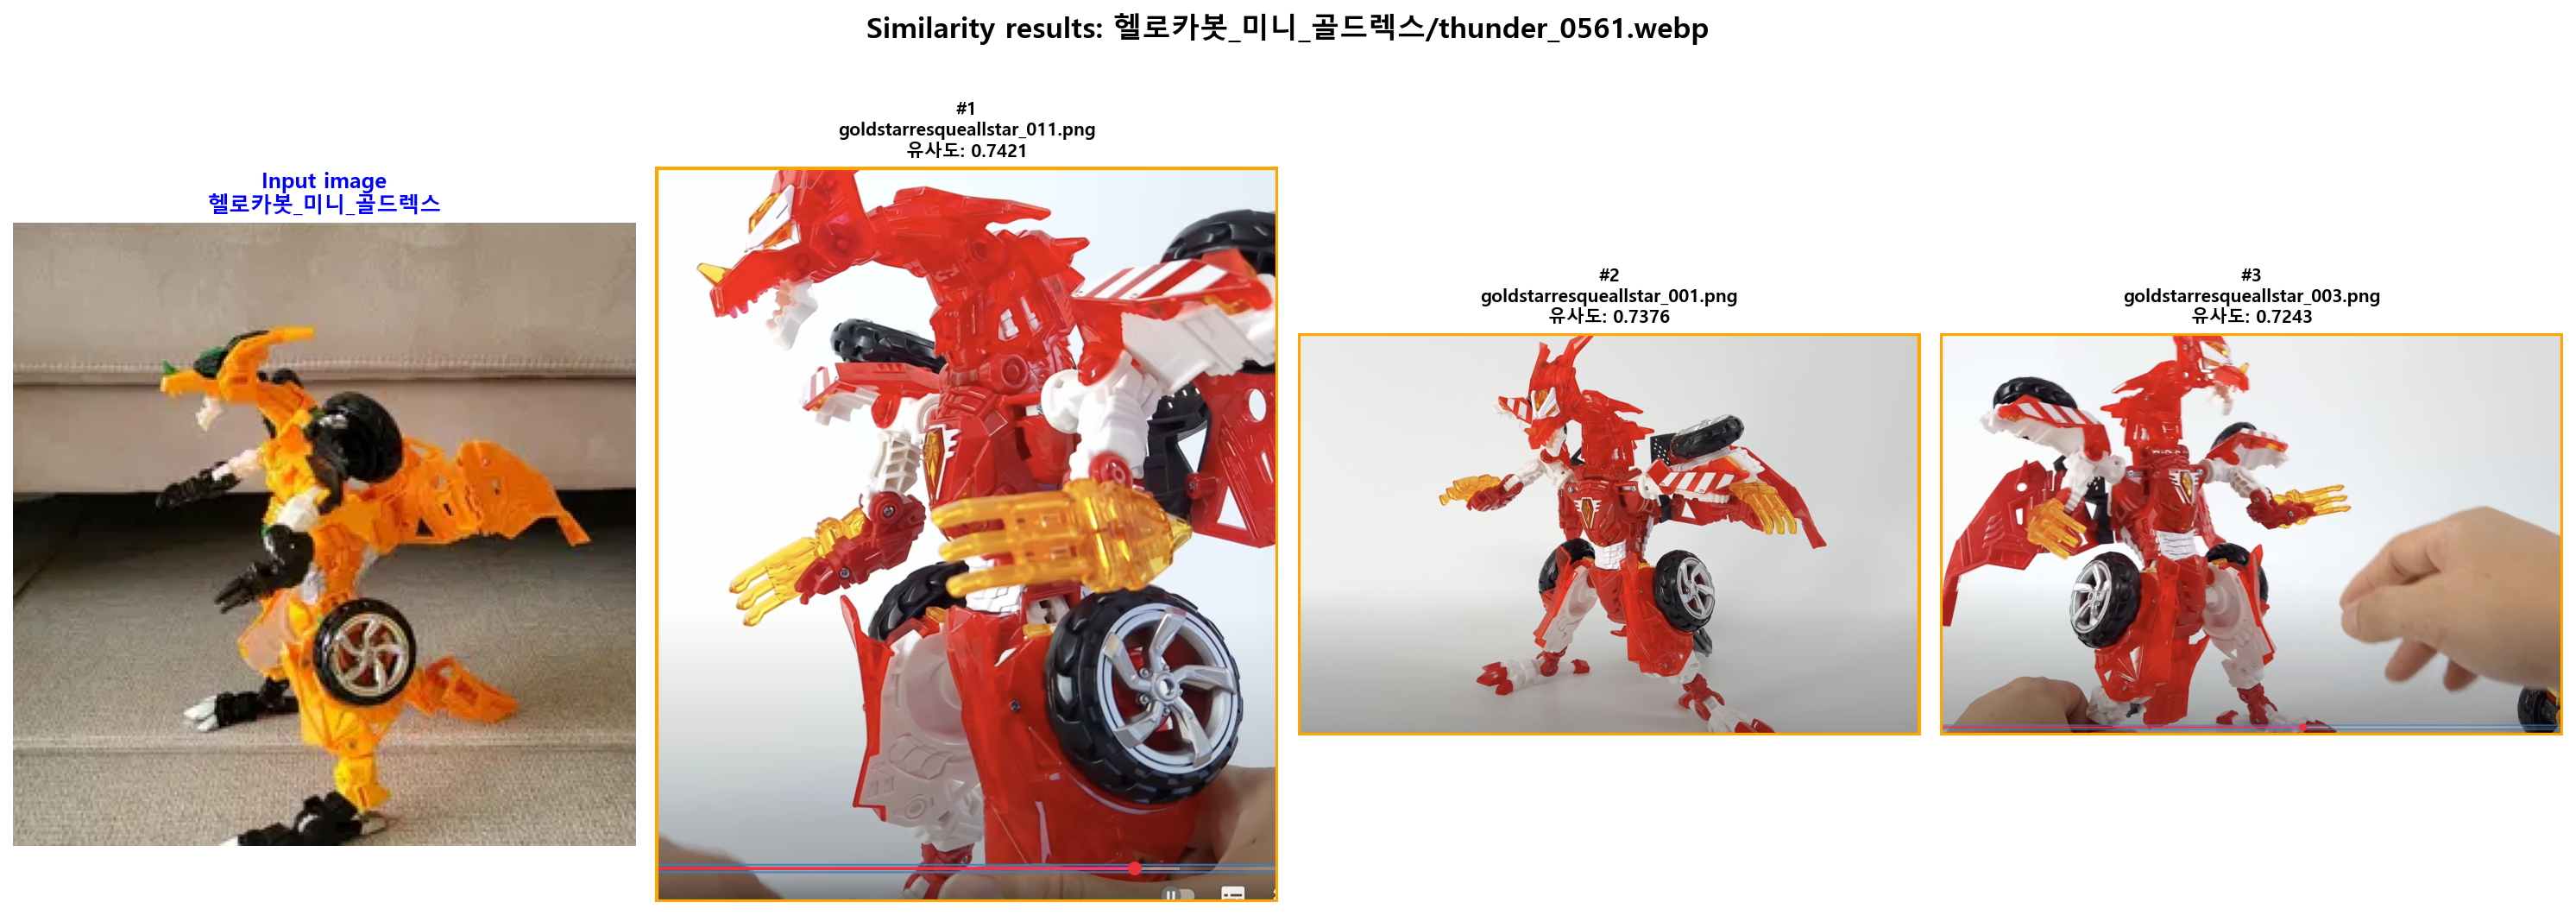 Similarity results: 헬로카봇_미니_골드렉스/thunder_0561.webp
Input image
헬로카봇_미니_골드렉스
#1
goldstarresqueallstar_011.png
유사도: 0.7421
#2
goldstarresqueallstar_001.png
유사도: 0.7376
#3
goldstarresqueallstar_003.png
유사도: 0.7243